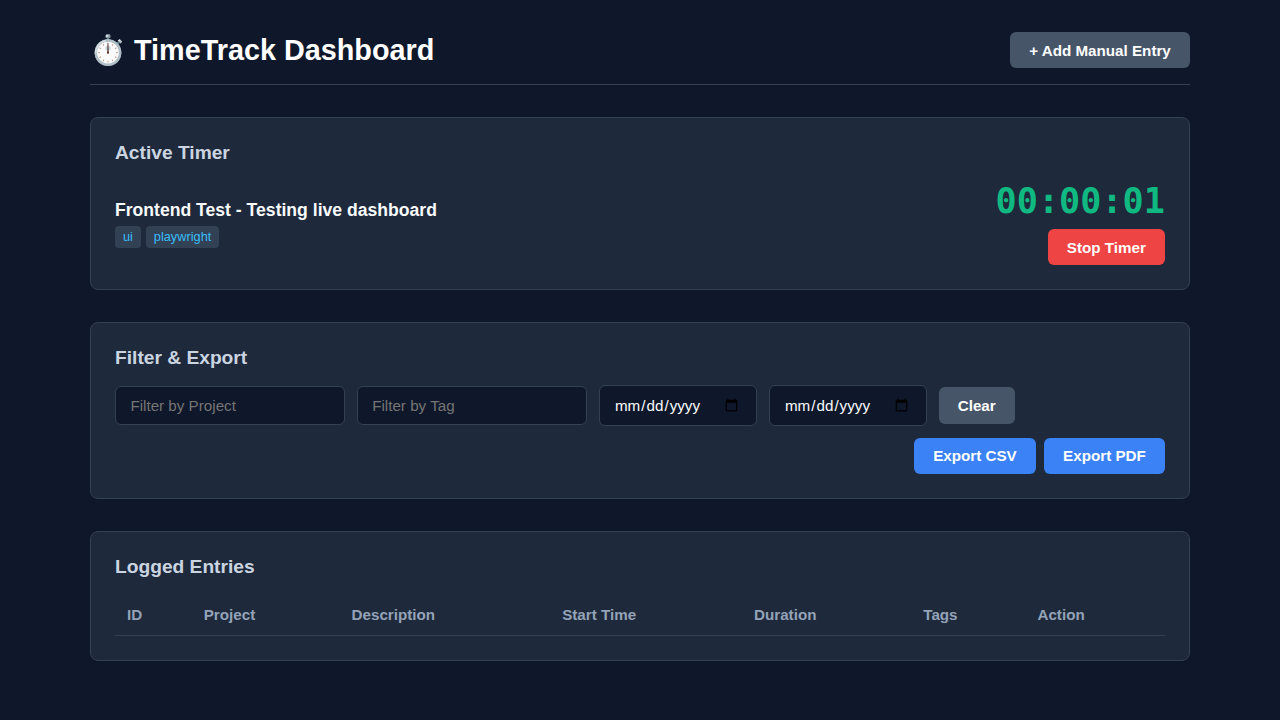 TimeTrack Dashboard
+ Add Manual Entry
Active Timer
Frontend Test - Testing live dashboard
ui playwright
00:00:01
Stop Timer
Filter & Export
Filter by Project Filter by Tag mm/dd/yyyy mm/dd/yyyy Clear
Export CSV Export PDF
Logged Entries
ID Project Description Start Time Duration Tags Action